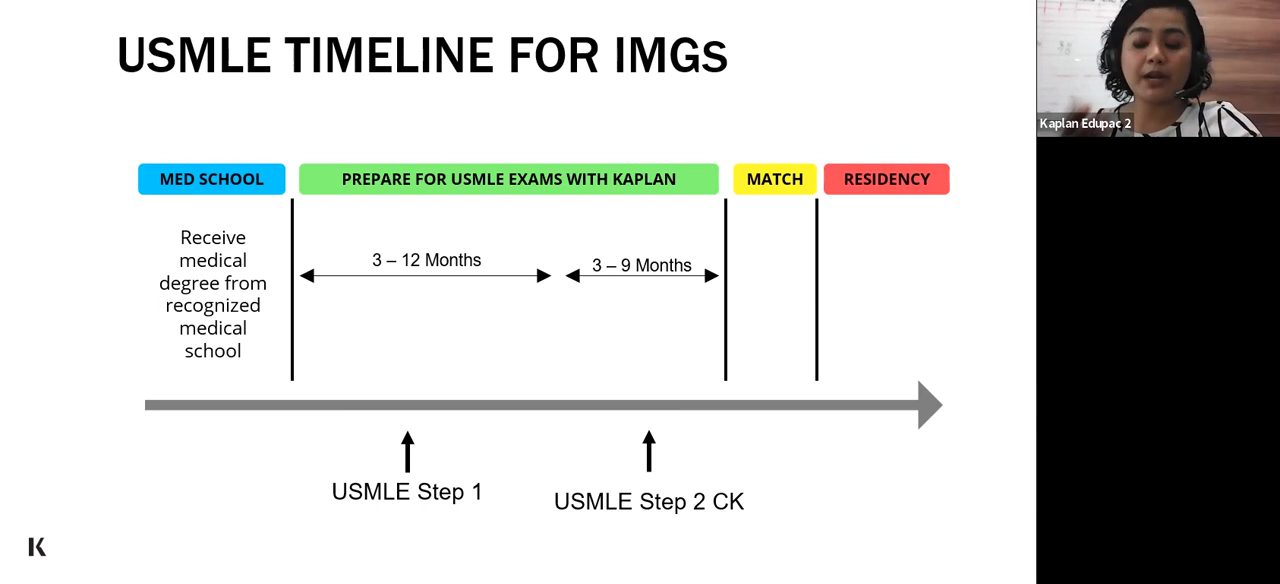 USMLE TIMELINE FOR IMGs
Kaplan Edupac 2
MED SCHOOL
PREPARE FOR USMLE EXAMS WITH KAPLAN
MATCH
RESIDENCY
Receive
medical
degree from
recognized
medical
school
3 – 12 Months
3 – 9 Months
USMLE Step 1
USMLE Step 2 CK
K